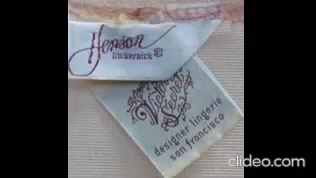 Henson
Kickernick ®
Victoria's
Secret
designer lingerie
san francisco
clideo.com